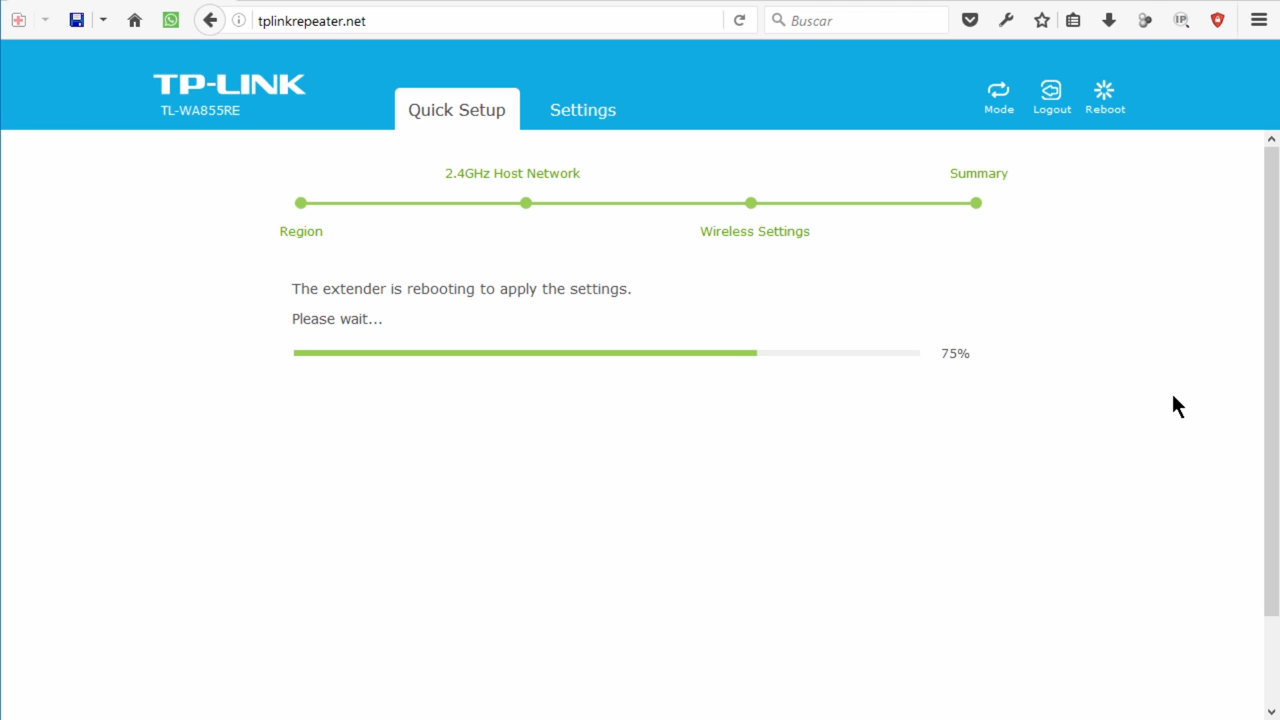 tplinkrepeater.net
Buscar
IP
TP-LINK
TL-WA855RE
Quick Setup
Settings
Mode
Logout
Reboot
2.4GHz Host Network
Summary
Region
Wireless Settings
The extender is rebooting to apply the settings.
Please wait...
75%